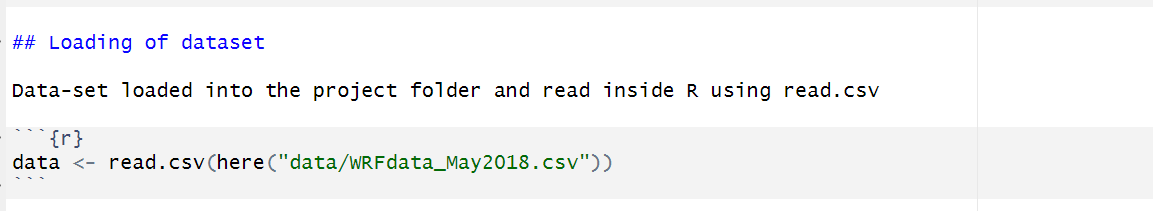 ## Loading of dataset
Data-set loaded into the project folder and read inside R using read.csv
```{r}
data <- read.csv(here("data/WRFdata_May2018.csv"))
```